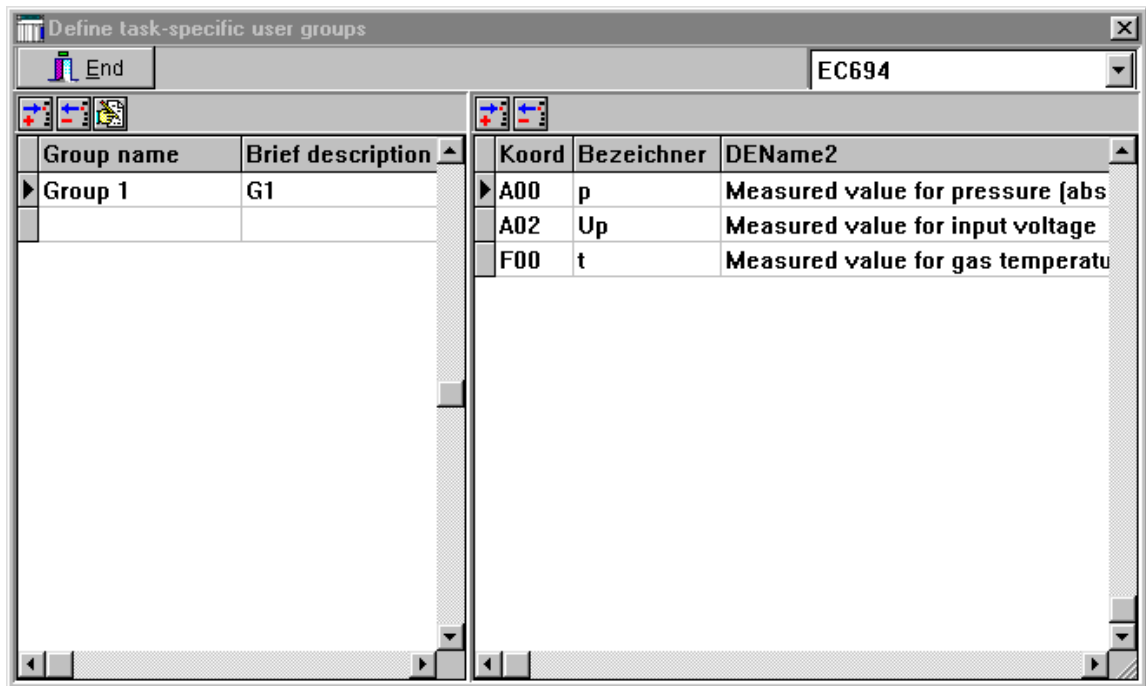 Define task-specific user groups
End
EC694
Group name Brief description
Group 1 G1
Koord Bezeichner DEName2
A00 p Measured value for pressure (abs
A02 Up Measured value for input voltage
F00 t Measured value for gas temperatu